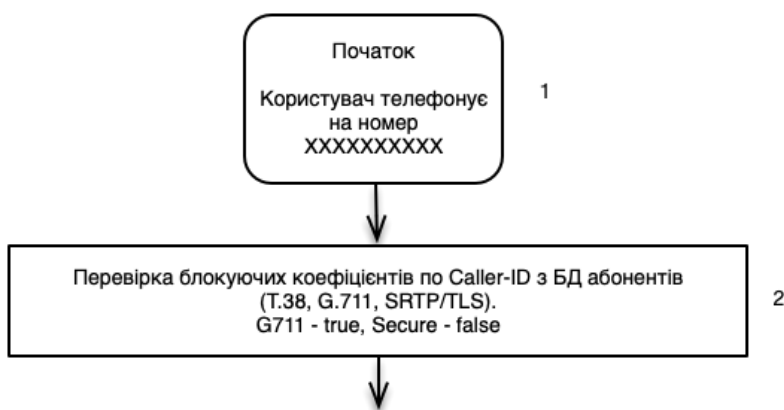 Початок
Користувач телефонує
на номер
XXXXXXXXXX
1
Перевірка блокуючих коефіцієнтів по Caller-ID з БД абонентів
(T.38, G.711, SRTP/TLS).
G711 - true, Secure - false
2